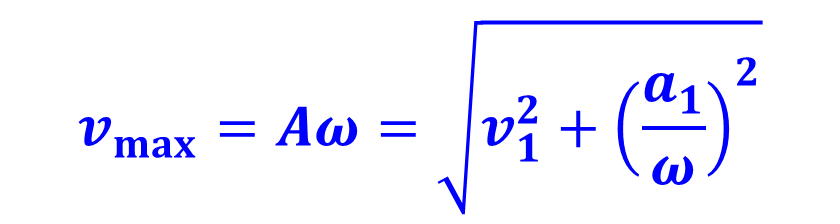 v_max = Aω = √(v₁² + (a₁/ω)²)